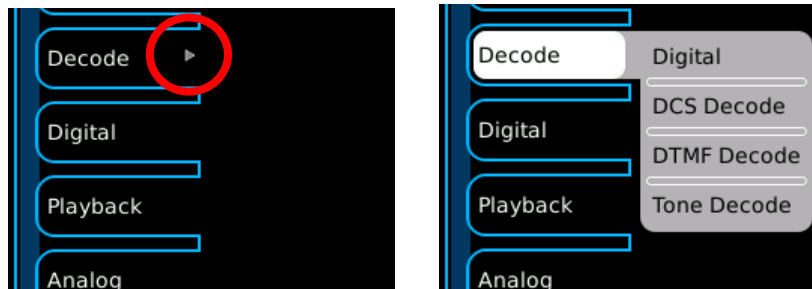 Decode
Digital
Playback
Analog
Decode
Digital
Playback
Analog
Digital
DCS Decode
DTMF Decode
Tone Decode